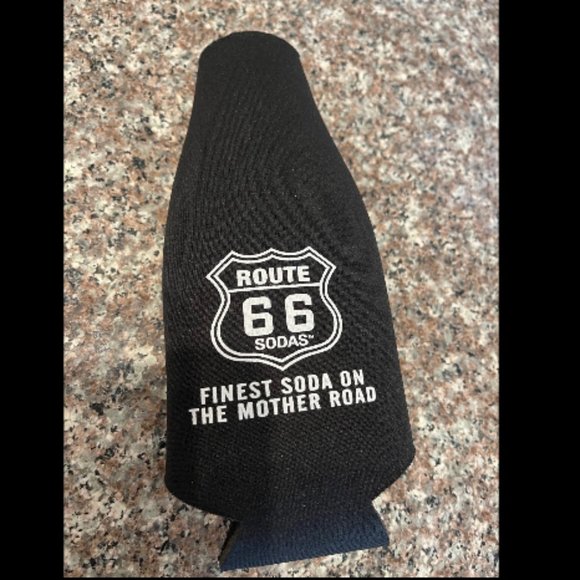 ROUTE
66
SODAS™
FINEST SODA ON
THE MOTHER ROAD